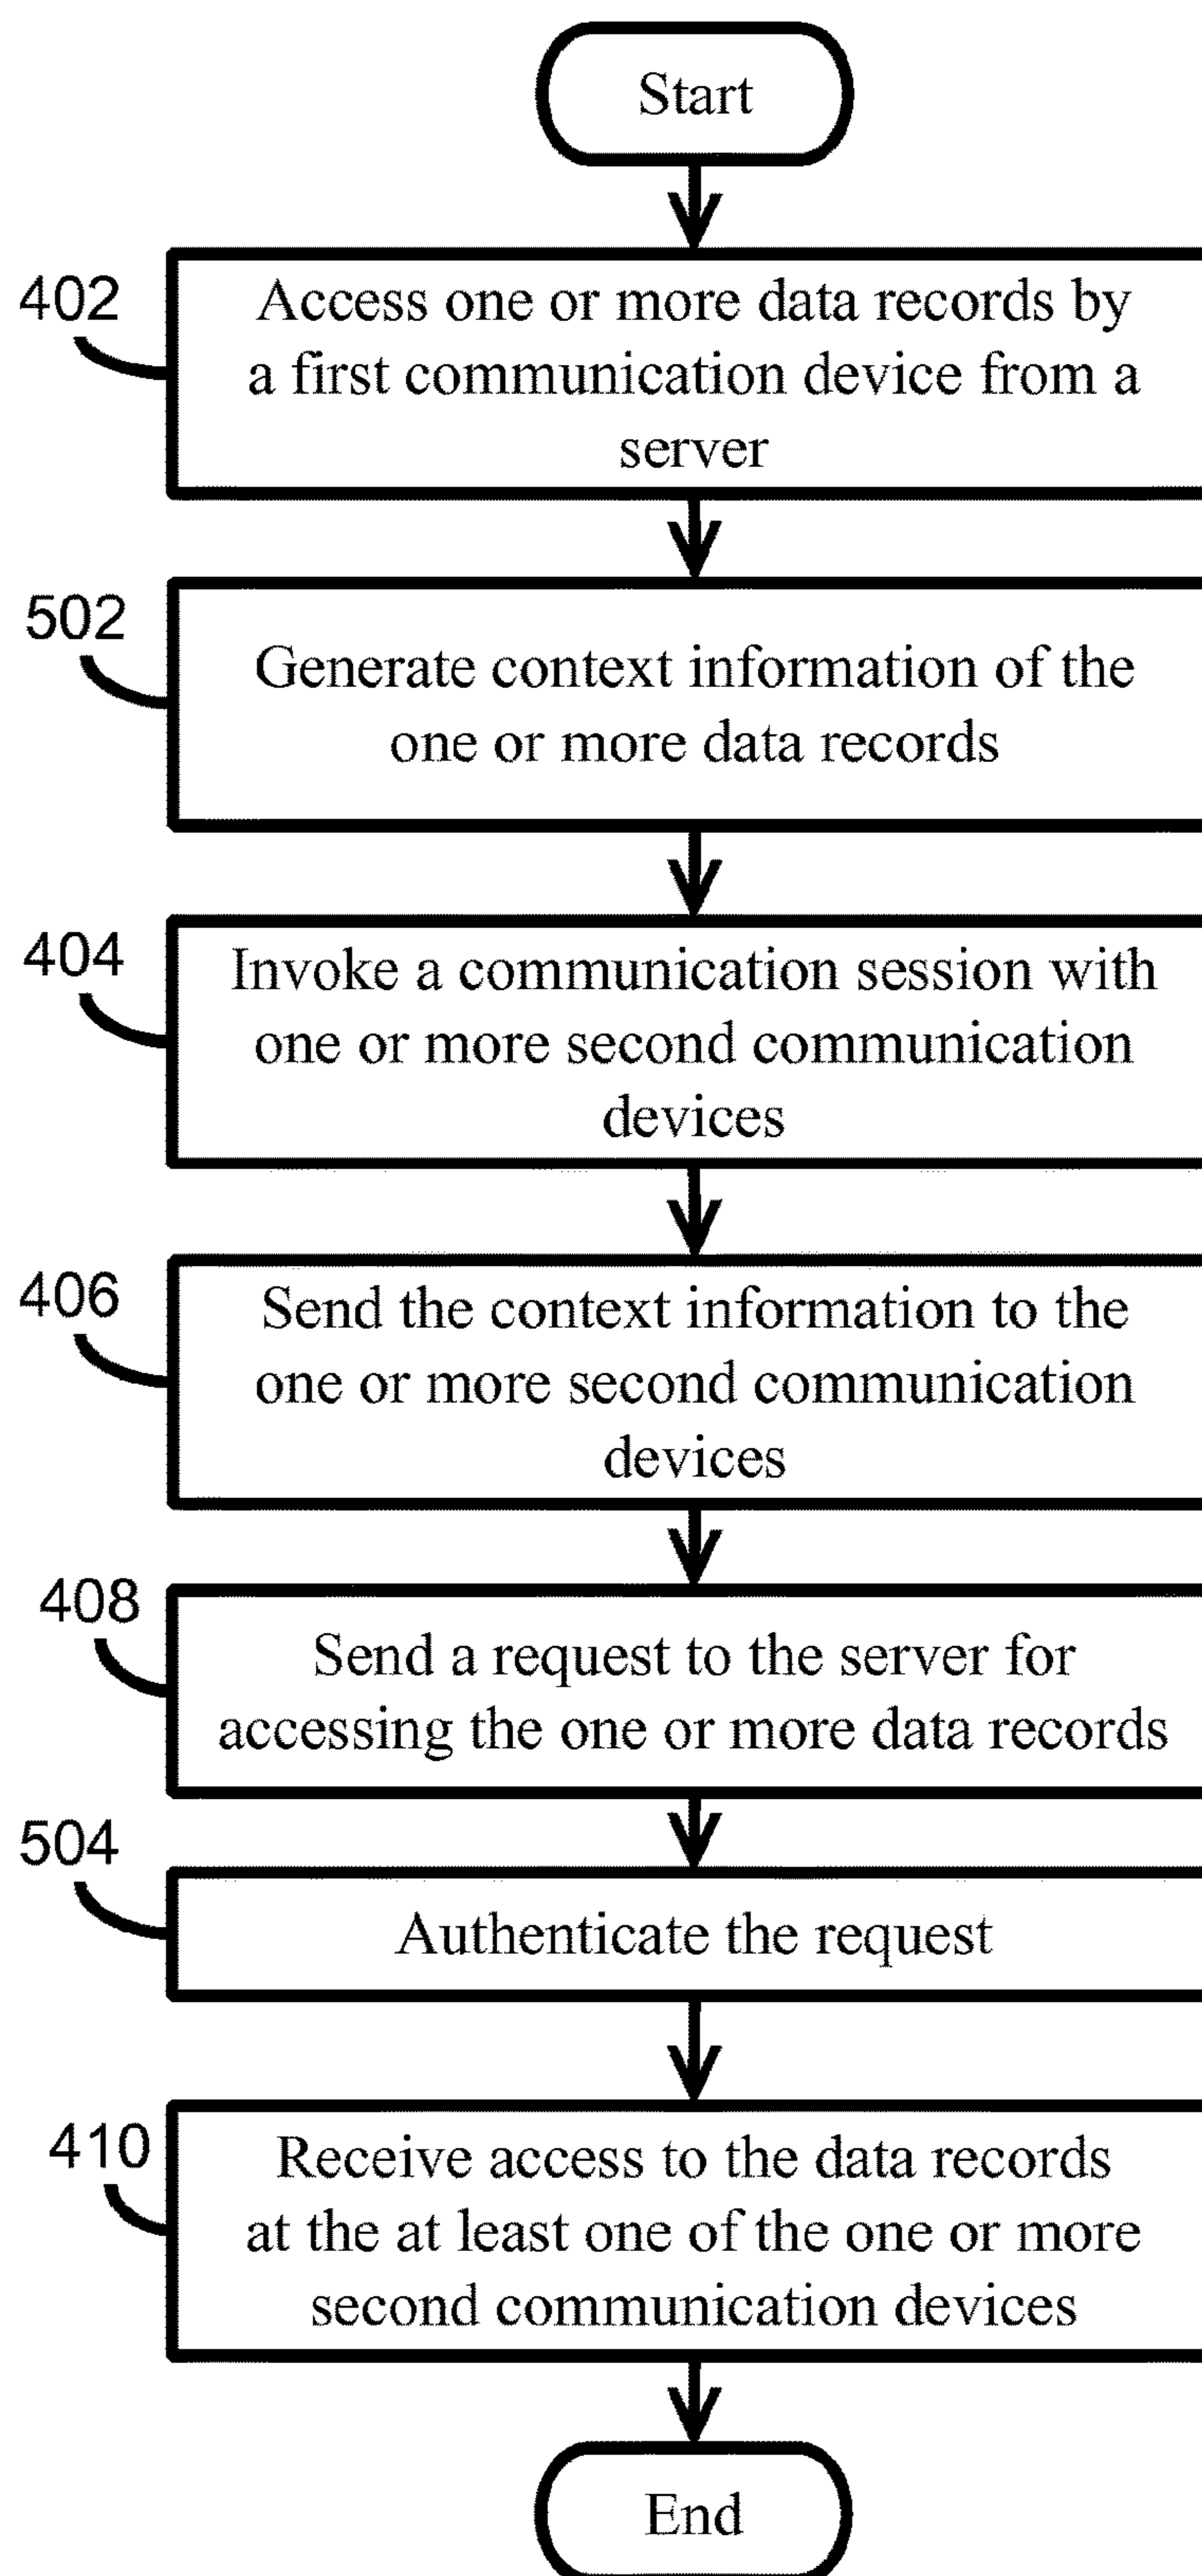 Start
402
Access one or more data records by
a first communication device from a
server
502
Generate context information of the
one or more data records
404
Invoke a communication session with
one or more second communication
devices
406
Send the context information to the
one or more second communication
devices
408
Send a request to the server for
accessing the one or more data records
504
Authenticate the request
410
Receive access to the data records
at the at least one of the one or more
second communication devices
End